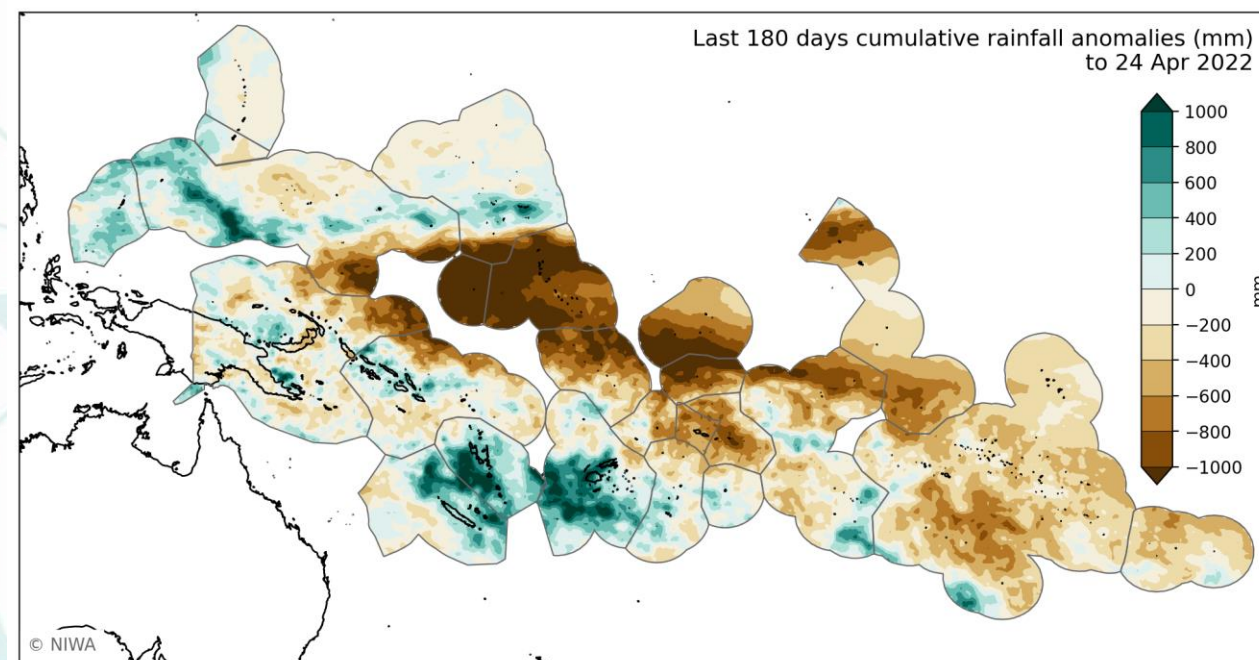 Last 180 days cumulative rainfall anomalies (mm)
to 24 Apr 2022
1000
800
600
400
200
0
−200
−400
−600
−800
−1000
mm
© NIWA